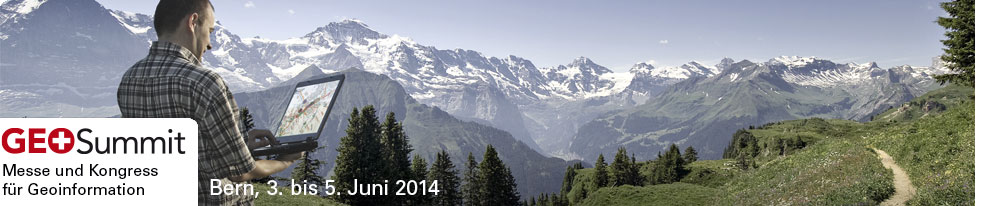 GEOSummit
Messe und Kongress
für Geoinformation
Bern, 3. bis 5. Juni 2014